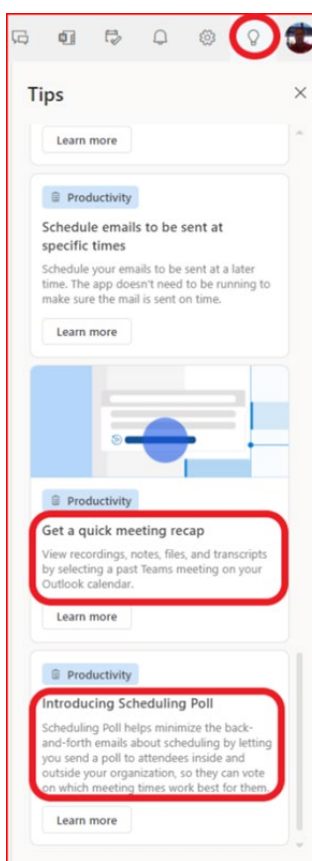 Tips
Learn more
Productivity
Schedule emails to be sent at
specific times
Schedule your emails to be sent at a later
time. The app doesn't need to be running to
make sure the mail is sent on time.
Learn more
Productivity
Get a quick meeting recap
View recordings, notes, files, and transcripts
by selecting a past Teams meeting on your
Outlook calendar.
Learn more
Productivity
Introducing Scheduling Poll
Scheduling Poll helps minimize the back-
and-forth emails about scheduling by letting
you send a poll to attendees inside and
outside your organization, so they can vote
on which meeting times work best for them.
Learn more